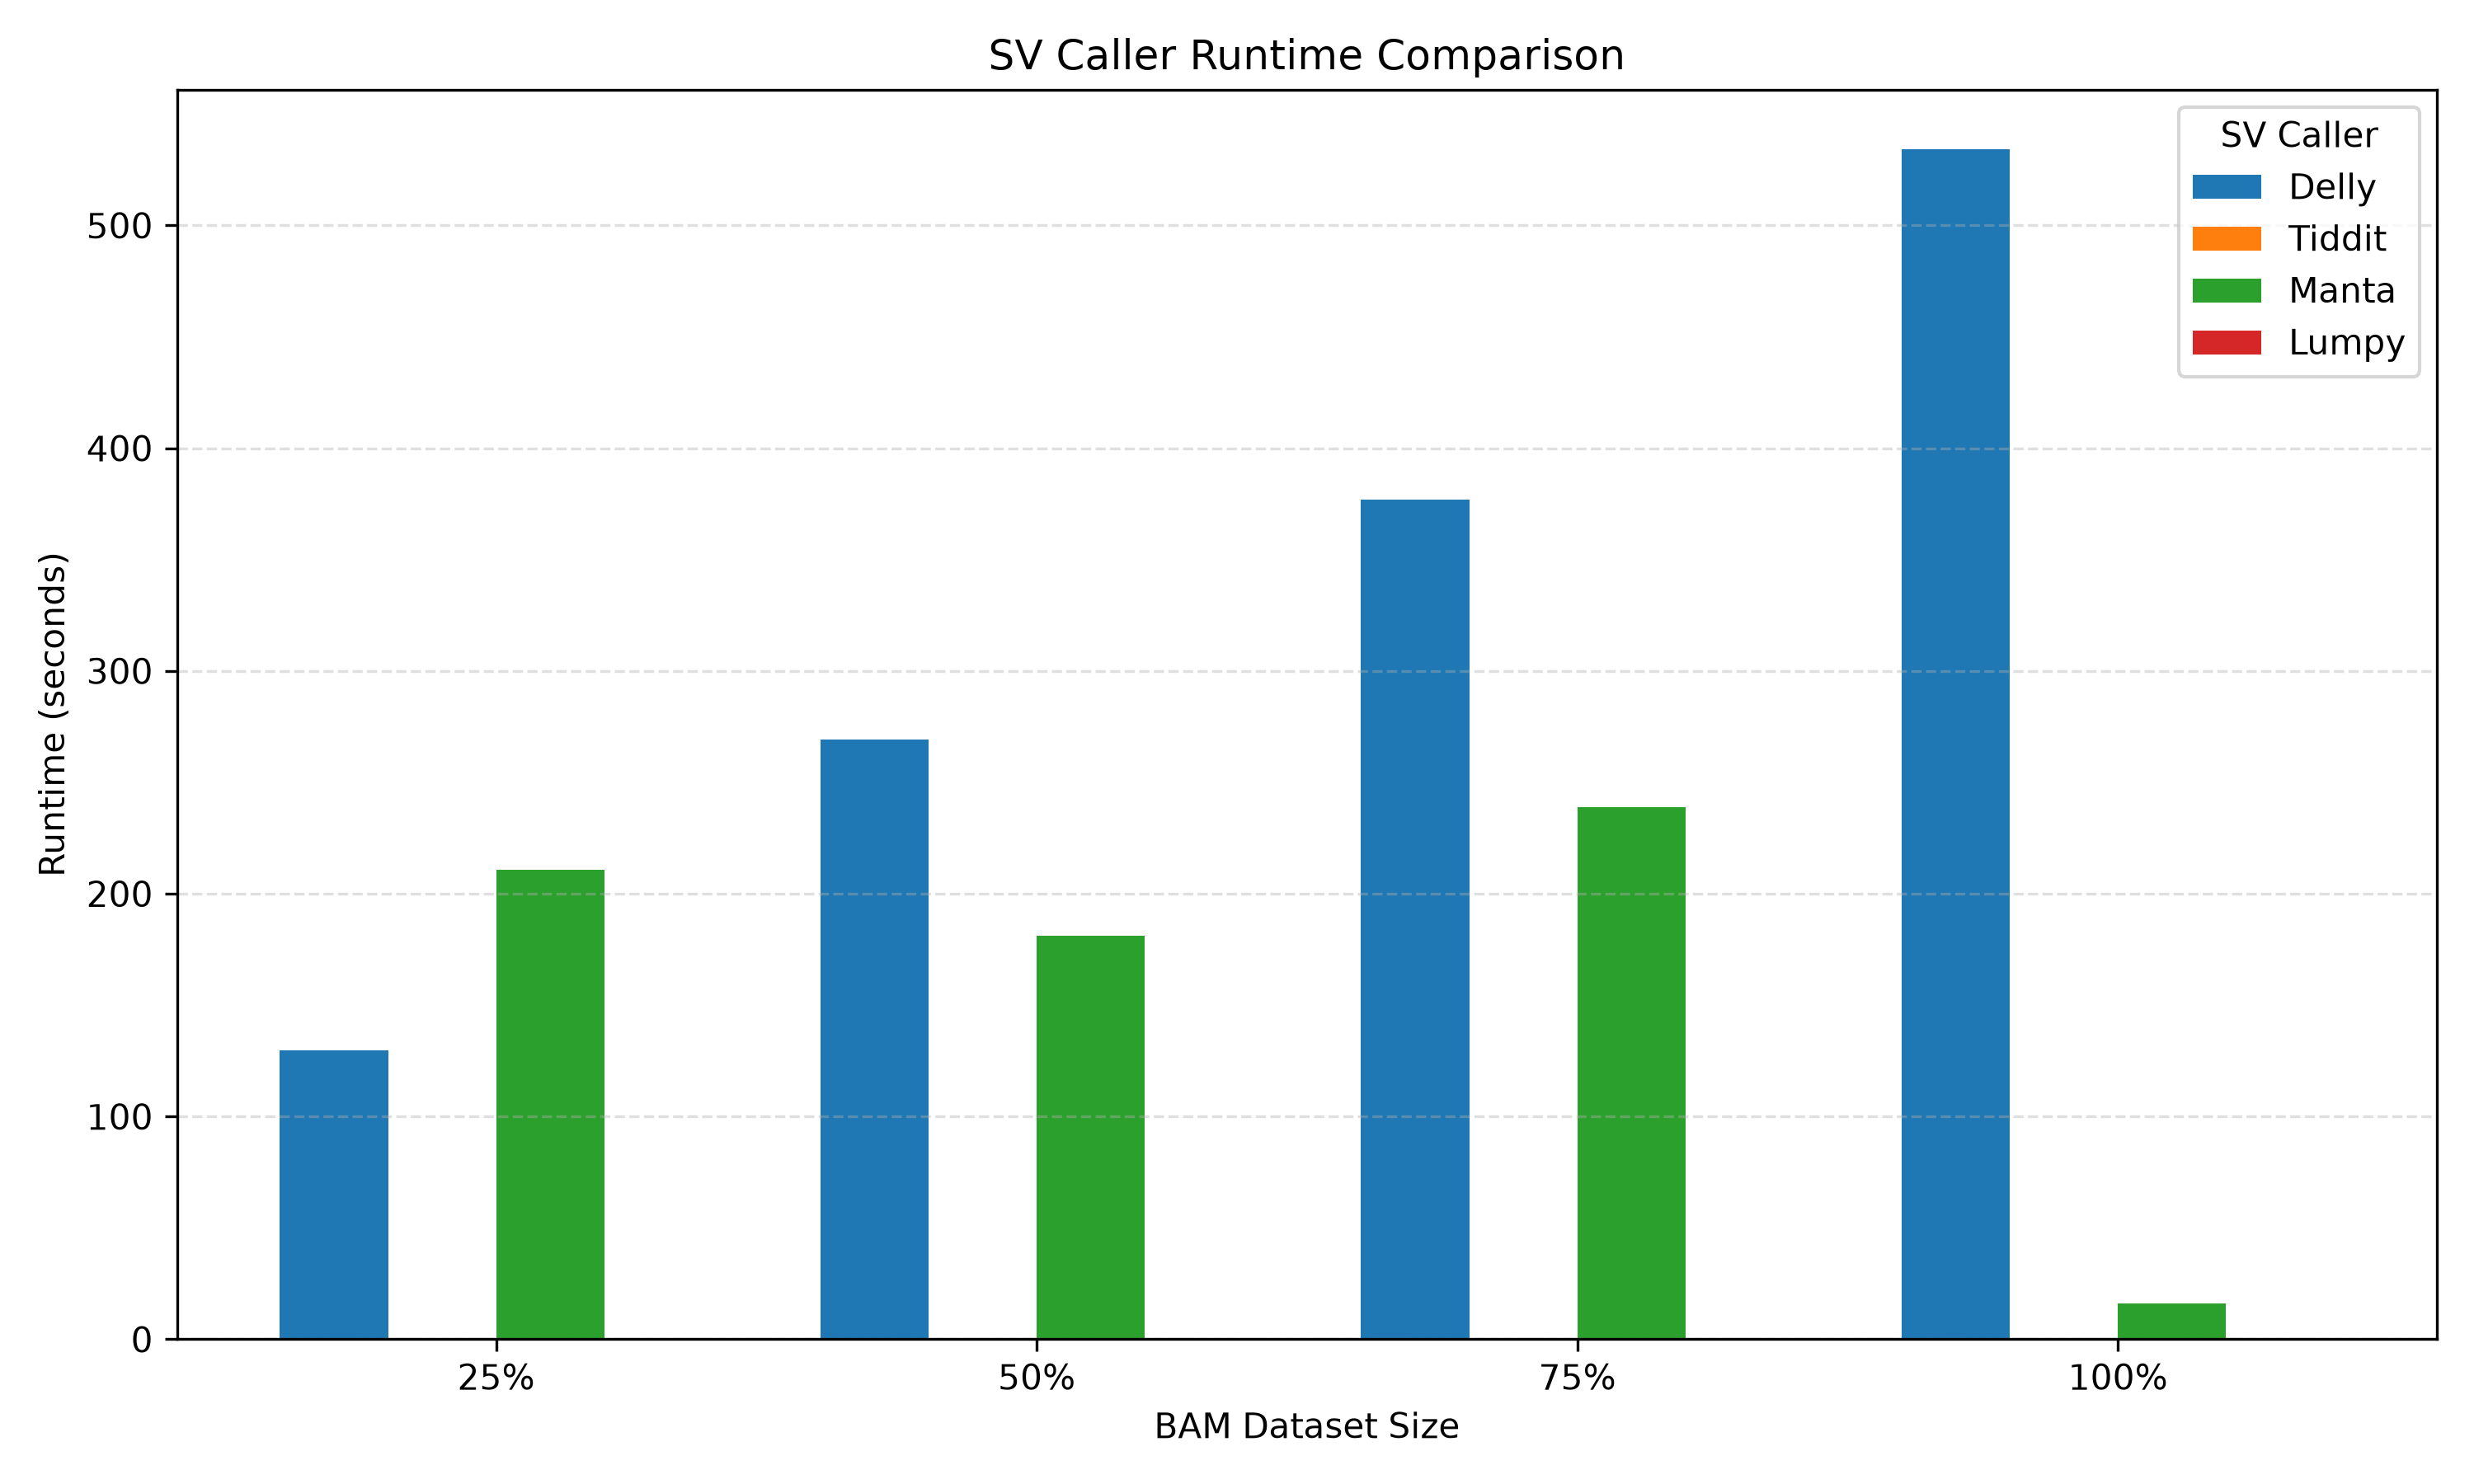 SV Caller Runtime Comparison
SV Caller
Delly
Tiddit
Manta
Lumpy
Runtime (seconds)
500
400
300
200
100
0
25%
50%
75%
100%
BAM Dataset Size